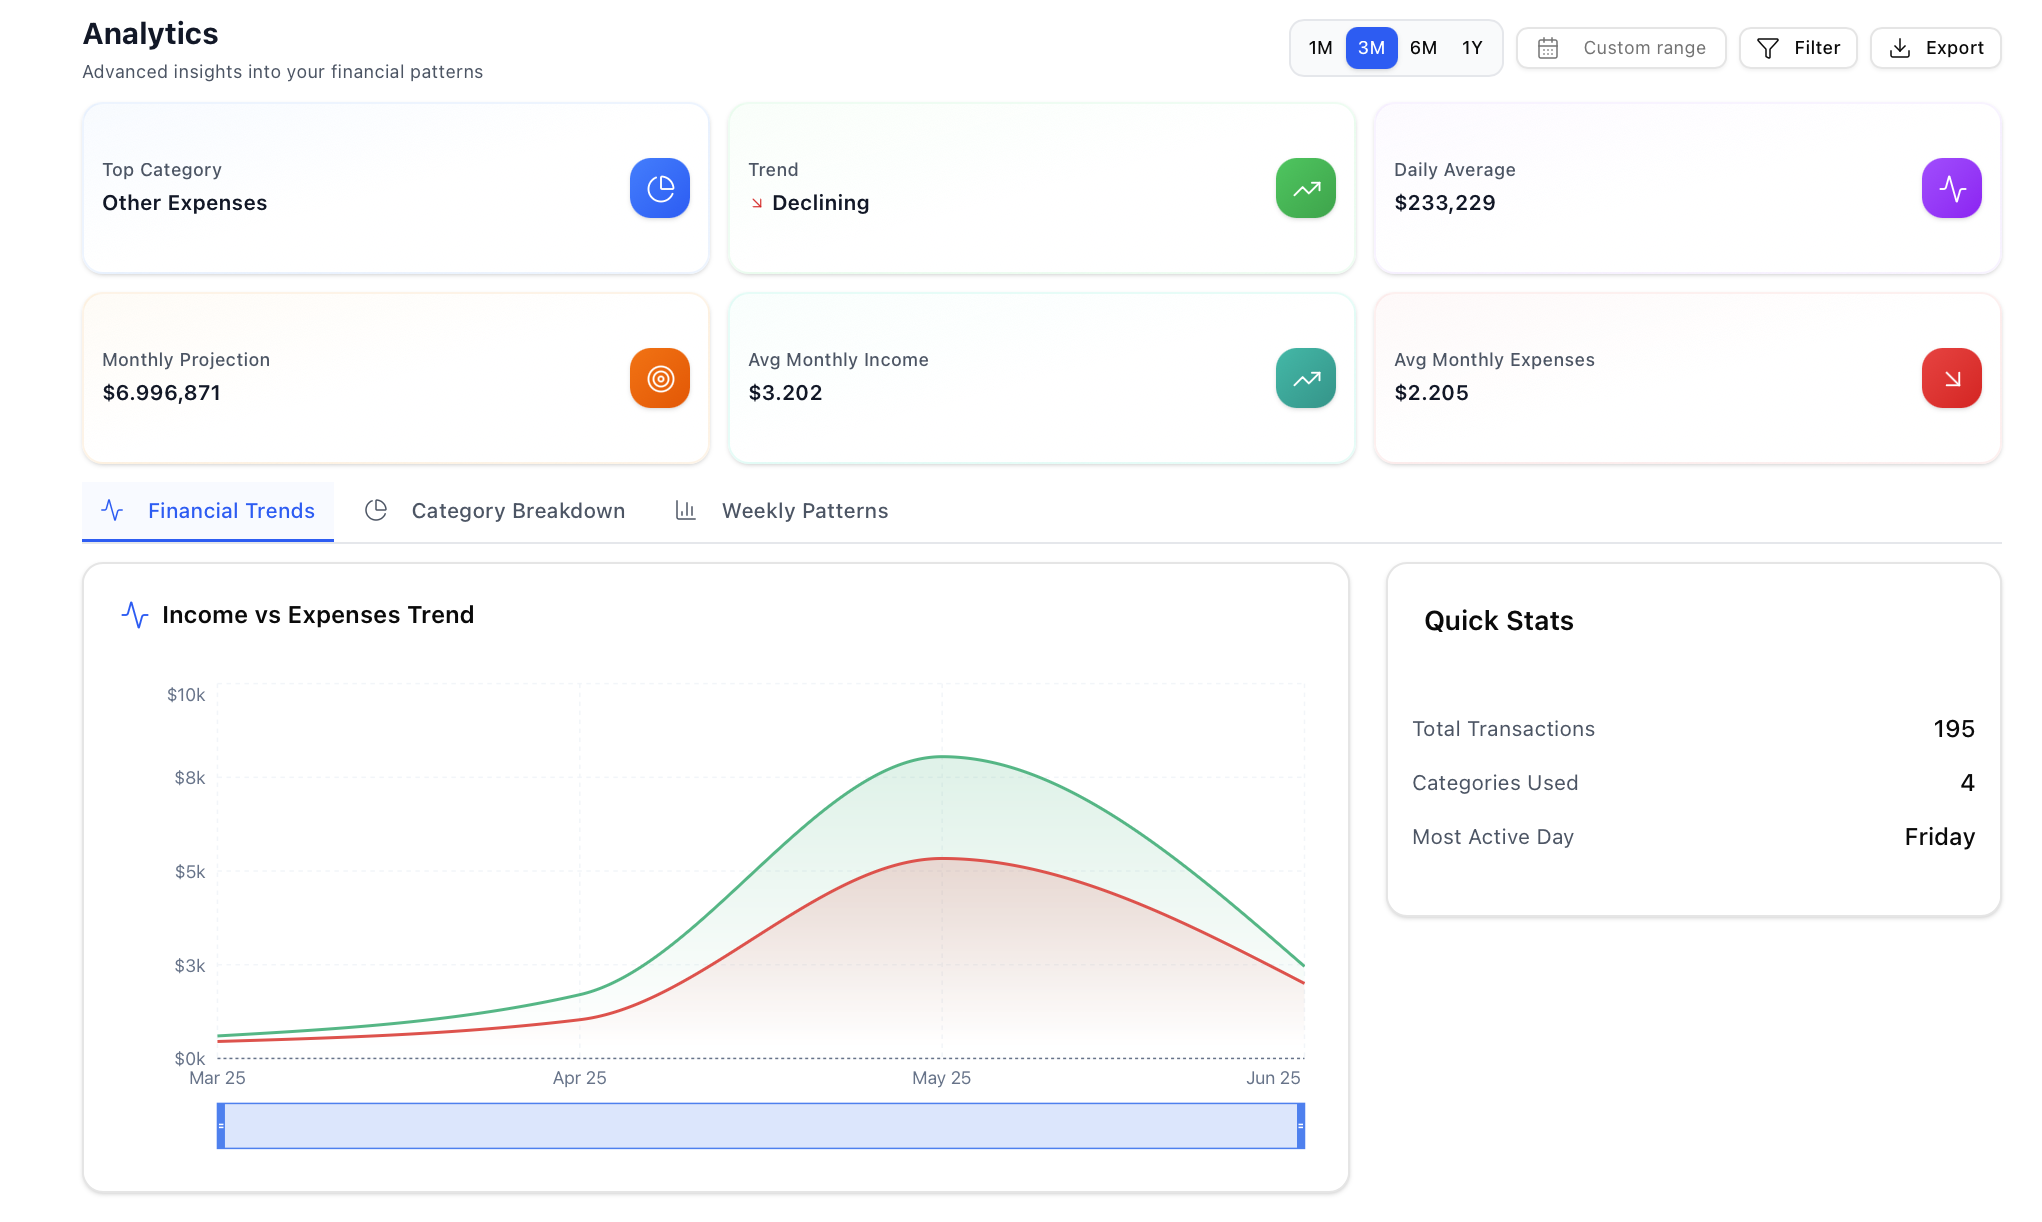 Analytics
Advanced insights into your financial patterns
1M 3M 6M 1Y Custom range Filter Export
Top Category
Other Expenses
Trend
Declining
Daily Average
$233,229
Monthly Projection
$6.996,871
Avg Monthly Income
$3.202
Avg Monthly Expenses
$2.205
Financial Trends Category Breakdown Weekly Patterns
Income vs Expenses Trend
$10k
$8k
$5k
$3k
$0k
Mar 25 Apr 25 May 25 Jun 25
Quick Stats
Total Transactions 195
Categories Used 4
Most Active Day Friday